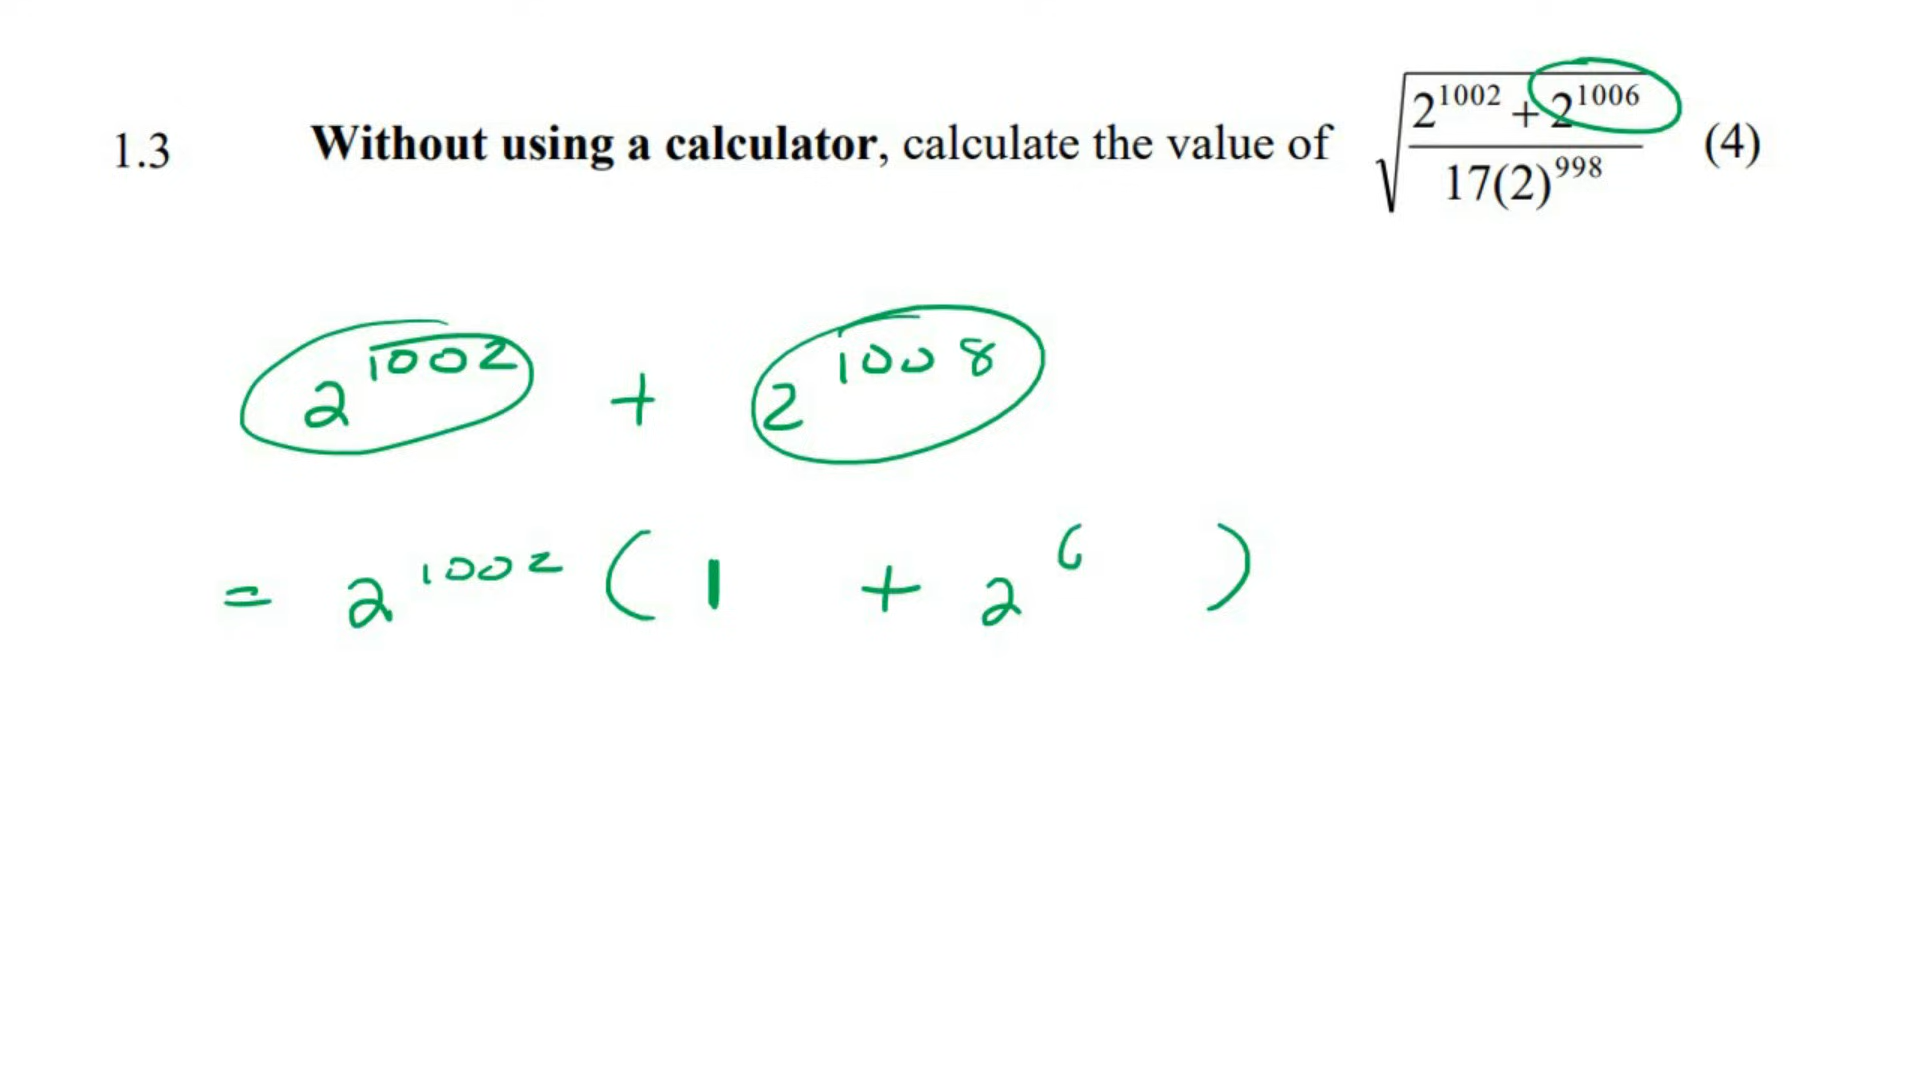 1.3 Without using a calculator, calculate the value of √((2^1002 + 2^1006)/(17(2)^998)) (4)
2^1002 + 2^1008
= 2^1002 ( 1 + 2^6 )